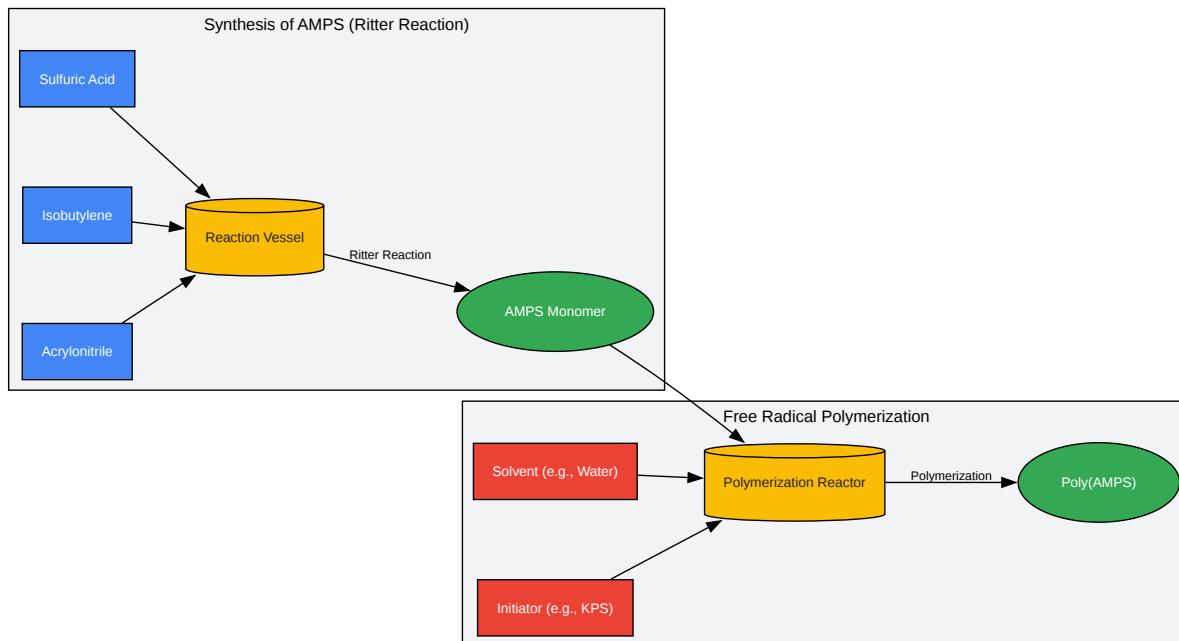 Synthesis of AMPS (Ritter Reaction)
Sulfuric Acid
Isobutylene
Reaction Vessel
Ritter Reaction
AMPS Monomer
Acrylonitrile
Free Radical Polymerization
Solvent (e.g., Water)
Polymerization Reactor
Polymerization
Poly(AMPS)
Initiator (e.g., KPS)